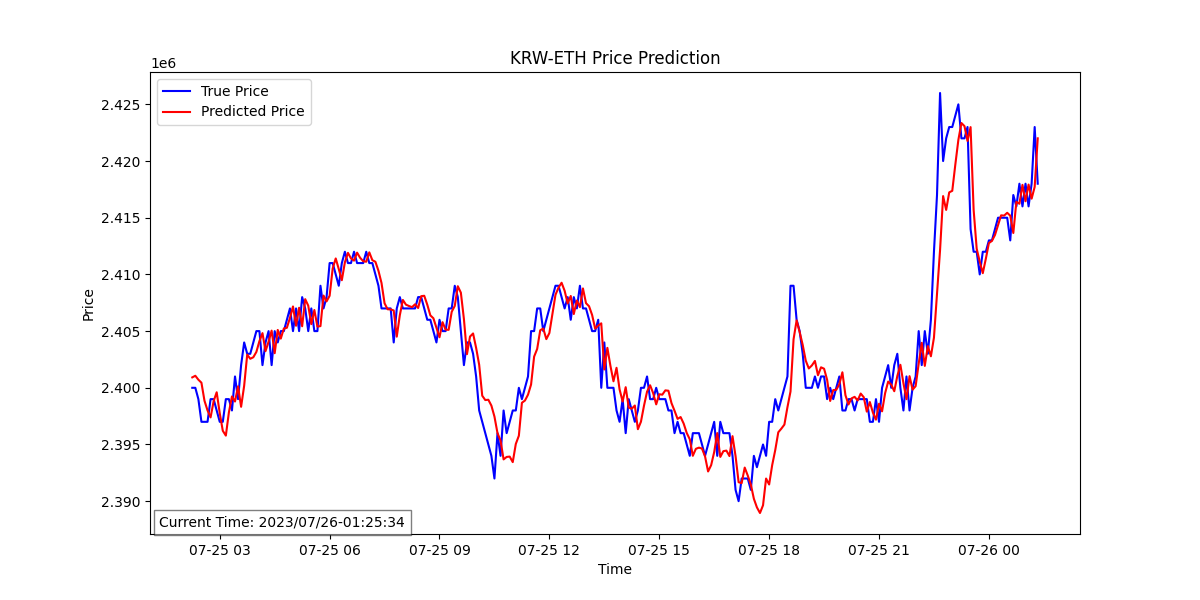 KRW-ETH Price Prediction
1e6
True Price
Predicted Price
2.425
2.420
2.415
2.410
2.405
2.400
2.395
2.390
Price
Current Time: 2023/07/26-01:25:34
07-25 03 07-25 06 07-25 09 07-25 12 07-25 15 07-25 18 07-25 21 07-26 00
Time